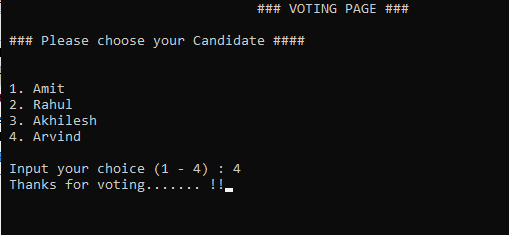 ### VOTING PAGE ###
### Please choose your Candidate ####
1. Amit
2. Rahul
3. Akhilesh
4. Arvind
Input your choice (1 - 4) : 4
Thanks for voting....... !!